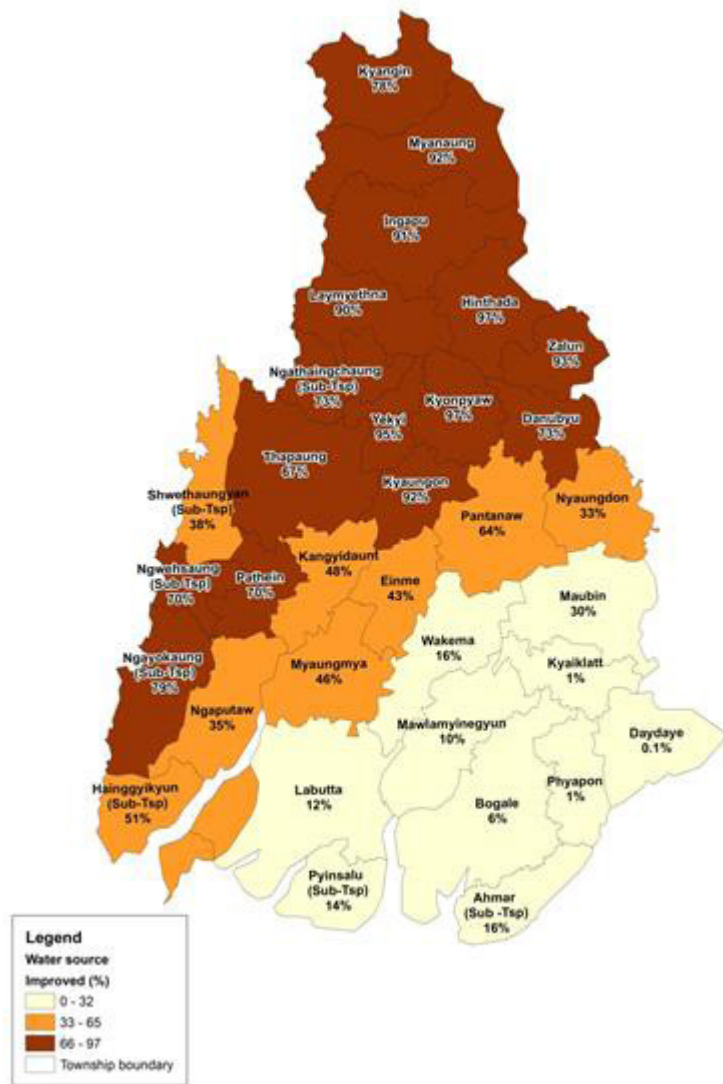 Kyangin
78%
Myanaung
92%
Ingapu
91%
Laymyethna
90%
Hinthada
97%
Zalun
93%
Ngathaingchaung
(Sub-Tsp)
73%
Yekyi
95%
Kyonpyaw
97%
Danubyu
73%
Thapaung
67%
Kyaungon
92%
Shwethaungyan
(Sub-Tsp)
38%
Pantanaw
64%
Nyaungdon
33%
Ngwehsaung
(Sub Tsp)
70%
Pathein
70%
Kangyidaunt
48%
Einme
43%
Maubin
30%
Wakema
16%
Ngayokaung
(Sub-Tsp)
79%
Myaungmya
46%
Kyaiklatt
1%
Ngaputaw
35%
Mawlamyinegyun
10%
Daydaye
0.1%
Hainggyikyun
(Sub-Tsp)
51%
Labutta
12%
Bogale
6%
Phyapon
1%
Pyinsalu
(Sub-Tsp)
14%
Ahmar
(Sub -Tsp)
16%
Legend
Water source
Improved (%)
0 - 32
33 - 65
66 - 97
Township boundary